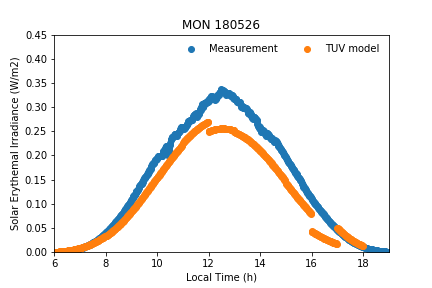 MON 180526
Measurement
TUV model
Solar Erythemal Irradiance (W/m2)
0.45
0.40
0.35
0.30
0.25
0.20
0.15
0.10
0.05
0.00
6 8 10 12 14 16 18
Local Time (h)